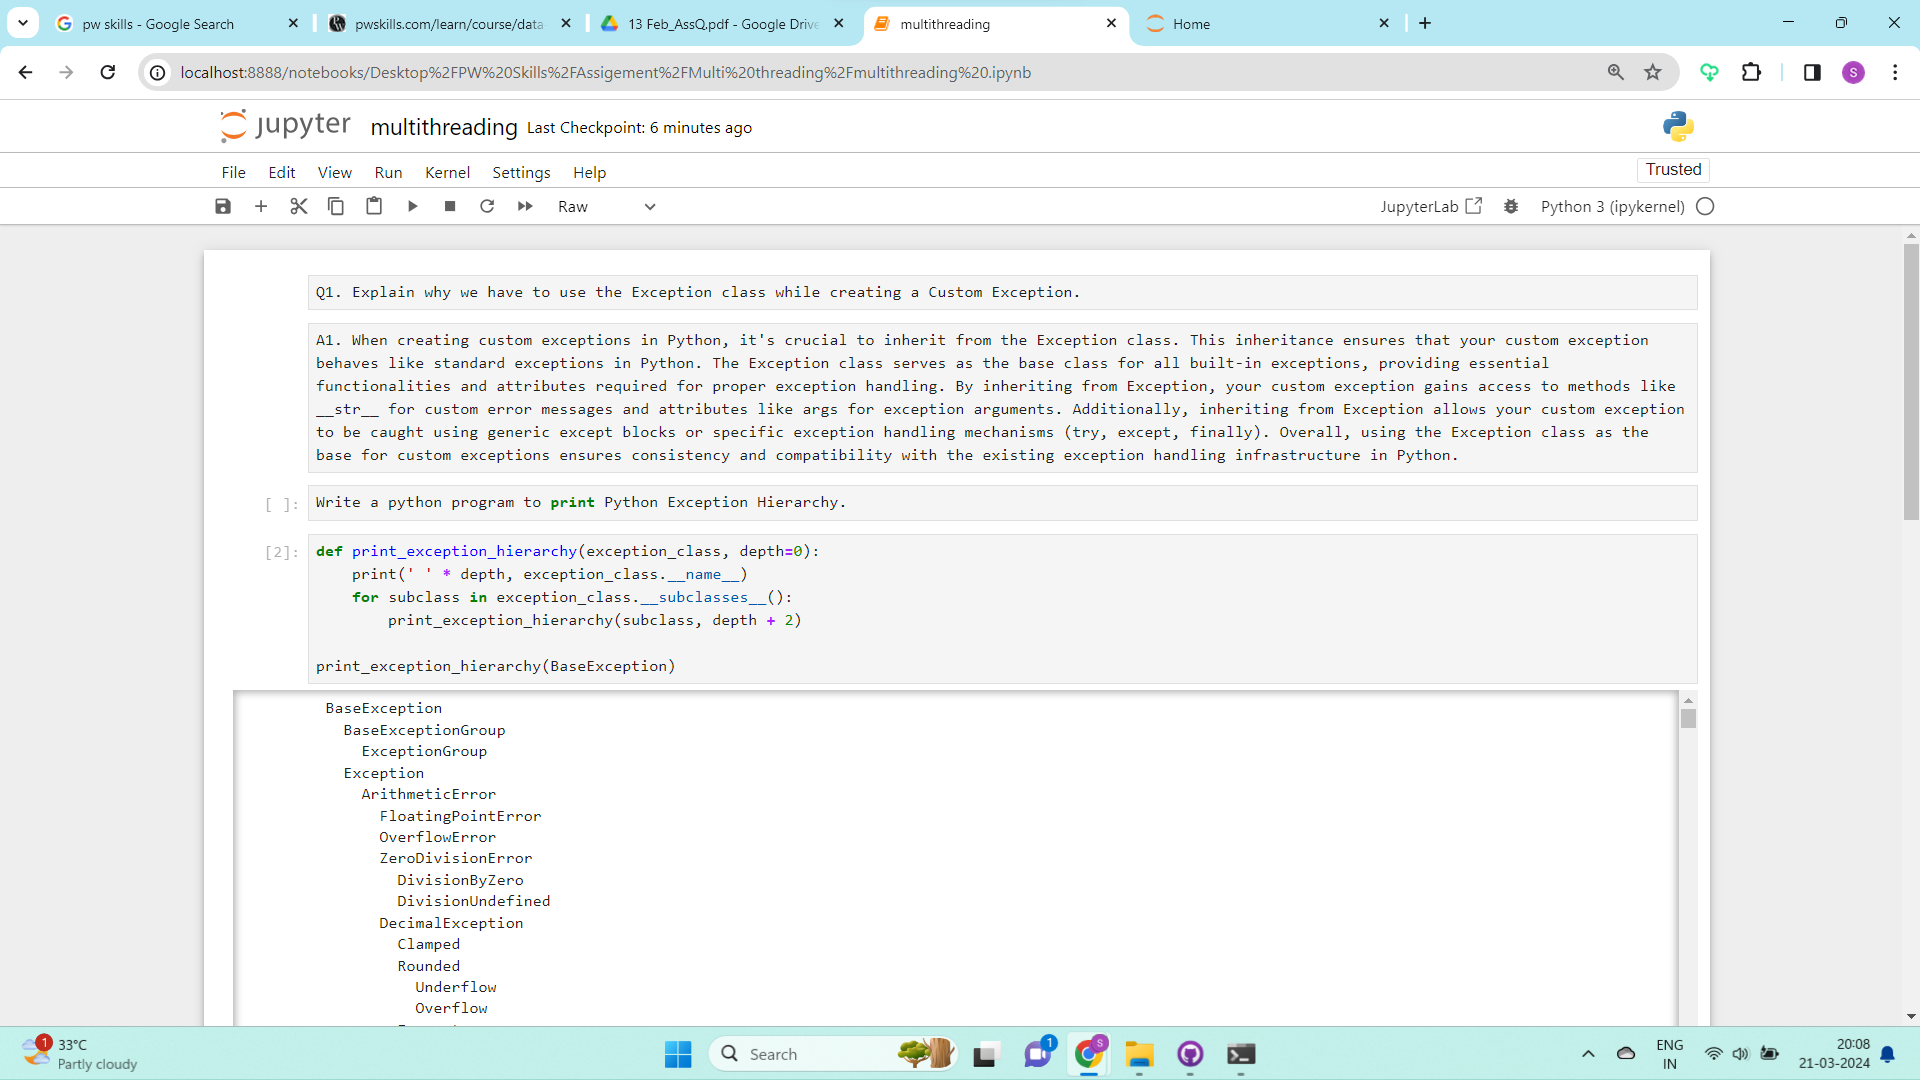 pw skills - Google Search
pwskills.com/learn/course/data-
13 Feb_AssQ.pdf - Google Drive
multithreading
Home
localhost:8888/notebooks/Desktop%2FPW%20Skills%2FAssigement%2FMulti%20threading%2Fmultithreading%20.ipynb
S
jupyter multithreading Last Checkpoint: 6 minutes ago
File Edit View Run Kernel Settings Help
Trusted
Raw
JupyterLab
Python 3 (ipykernel)
Q1. Explain why we have to use the Exception class while creating a Custom Exception.
A1. When creating custom exceptions in Python, it's crucial to inherit from the Exception class. This inheritance ensures that your custom exception
behaves like standard exceptions in Python. The Exception class serves as the base class for all built-in exceptions, providing essential
functionalities and attributes required for proper exception handling. By inheriting from Exception, your custom exception gains access to methods like
__str__ for custom error messages and attributes like args for exception arguments. Additionally, inheriting from Exception allows your custom exception
to be caught using generic except blocks or specific exception handling mechanisms (try, except, finally). Overall, using the Exception class as the
base for custom exceptions ensures consistency and compatibility with the existing exception handling infrastructure in Python.
[ ]: Write a python program to print Python Exception Hierarchy.
[2]: def print_exception_hierarchy(exception_class, depth=0):
print(' ' * depth, exception_class.__name__)
for subclass in exception_class.__subclasses__():
print_exception_hierarchy(subclass, depth + 2)
print_exception_hierarchy(BaseException)
BaseException
BaseExceptionGroup
ExceptionGroup
Exception
ArithmeticError
FloatingPointError
OverflowError
ZeroDivisionError
DivisionByZero
DivisionUndefined
DecimalException
Clamped
Rounded
Underflow
Overflow
1
33°C
Partly cloudy
Search
1
S
ENG
IN
20:08
21-03-2024